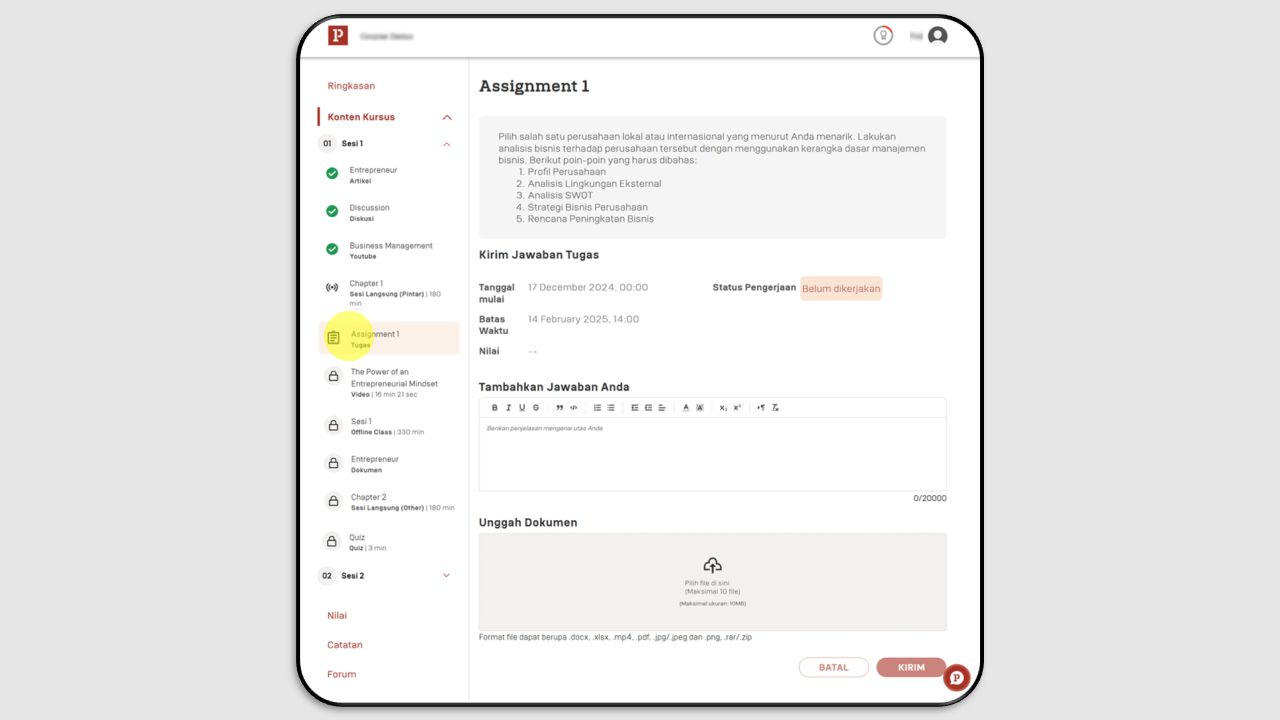 P
Ringkasan
Konten Kursus
01 Sesi 1
Entrepreneur
Artikel
Discussion
Diskusi
Business Management
Youtube
Chapter 1
Sesi Langsung (Pintar) | 180
min
Assignment 1
Tugas
The Power of an
Entrepreneurial Mindset
Video | 16 min 21 sec
Sesi 1
Offline Class | 330 min
Entrepreneur
Dokumen
Chapter 2
Sesi Langsung (Other) | 180 min
Quiz
Quiz | 3 min
02 Sesi 2
Nilai
Catatan
Forum
Assignment 1
Pilih salah satu perusahaan lokal atau internasional yang menurut Anda menarik. Lakukan
analisis bisnis terhadap perusahaan tersebut dengan menggunakan kerangka dasar manajemen
bisnis. Berikut poin-poin yang harus dibahas:
1. Profil Perusahaan
2. Analisis Lingkungan Eksternal
3. Analisis SWOT
4. Strategi Bisnis Perusahaan
5. Rencana Peningkatan Bisnis
Kirim Jawaban Tugas
Tanggal mulai 17 December 2024, 00:00
Status Pengerjaan Belum dikerjakan
Batas Waktu 14 February 2025, 14:00
Nilai --
Tambahkan Jawaban Anda
Berikan penjelasan mengenai utas Anda
0/20000
Unggah Dokumen
Pilih file di sini
(Maksimal 10 file)
(Maksimal ukuran: 10MB)
Format file dapat berupa .docx, .xlsx, .mp4, .pdf, .jpg/.jpeg dan .png, .rar/.zip
BATAL
KIRIM
P